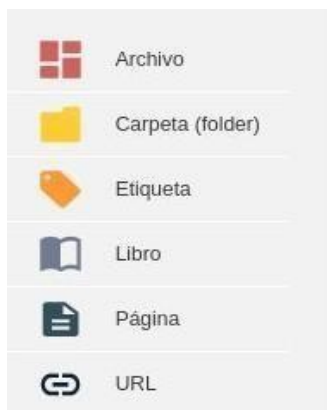 Archivo
Carpeta (folder)
Etiqueta
Libro
Página
URL